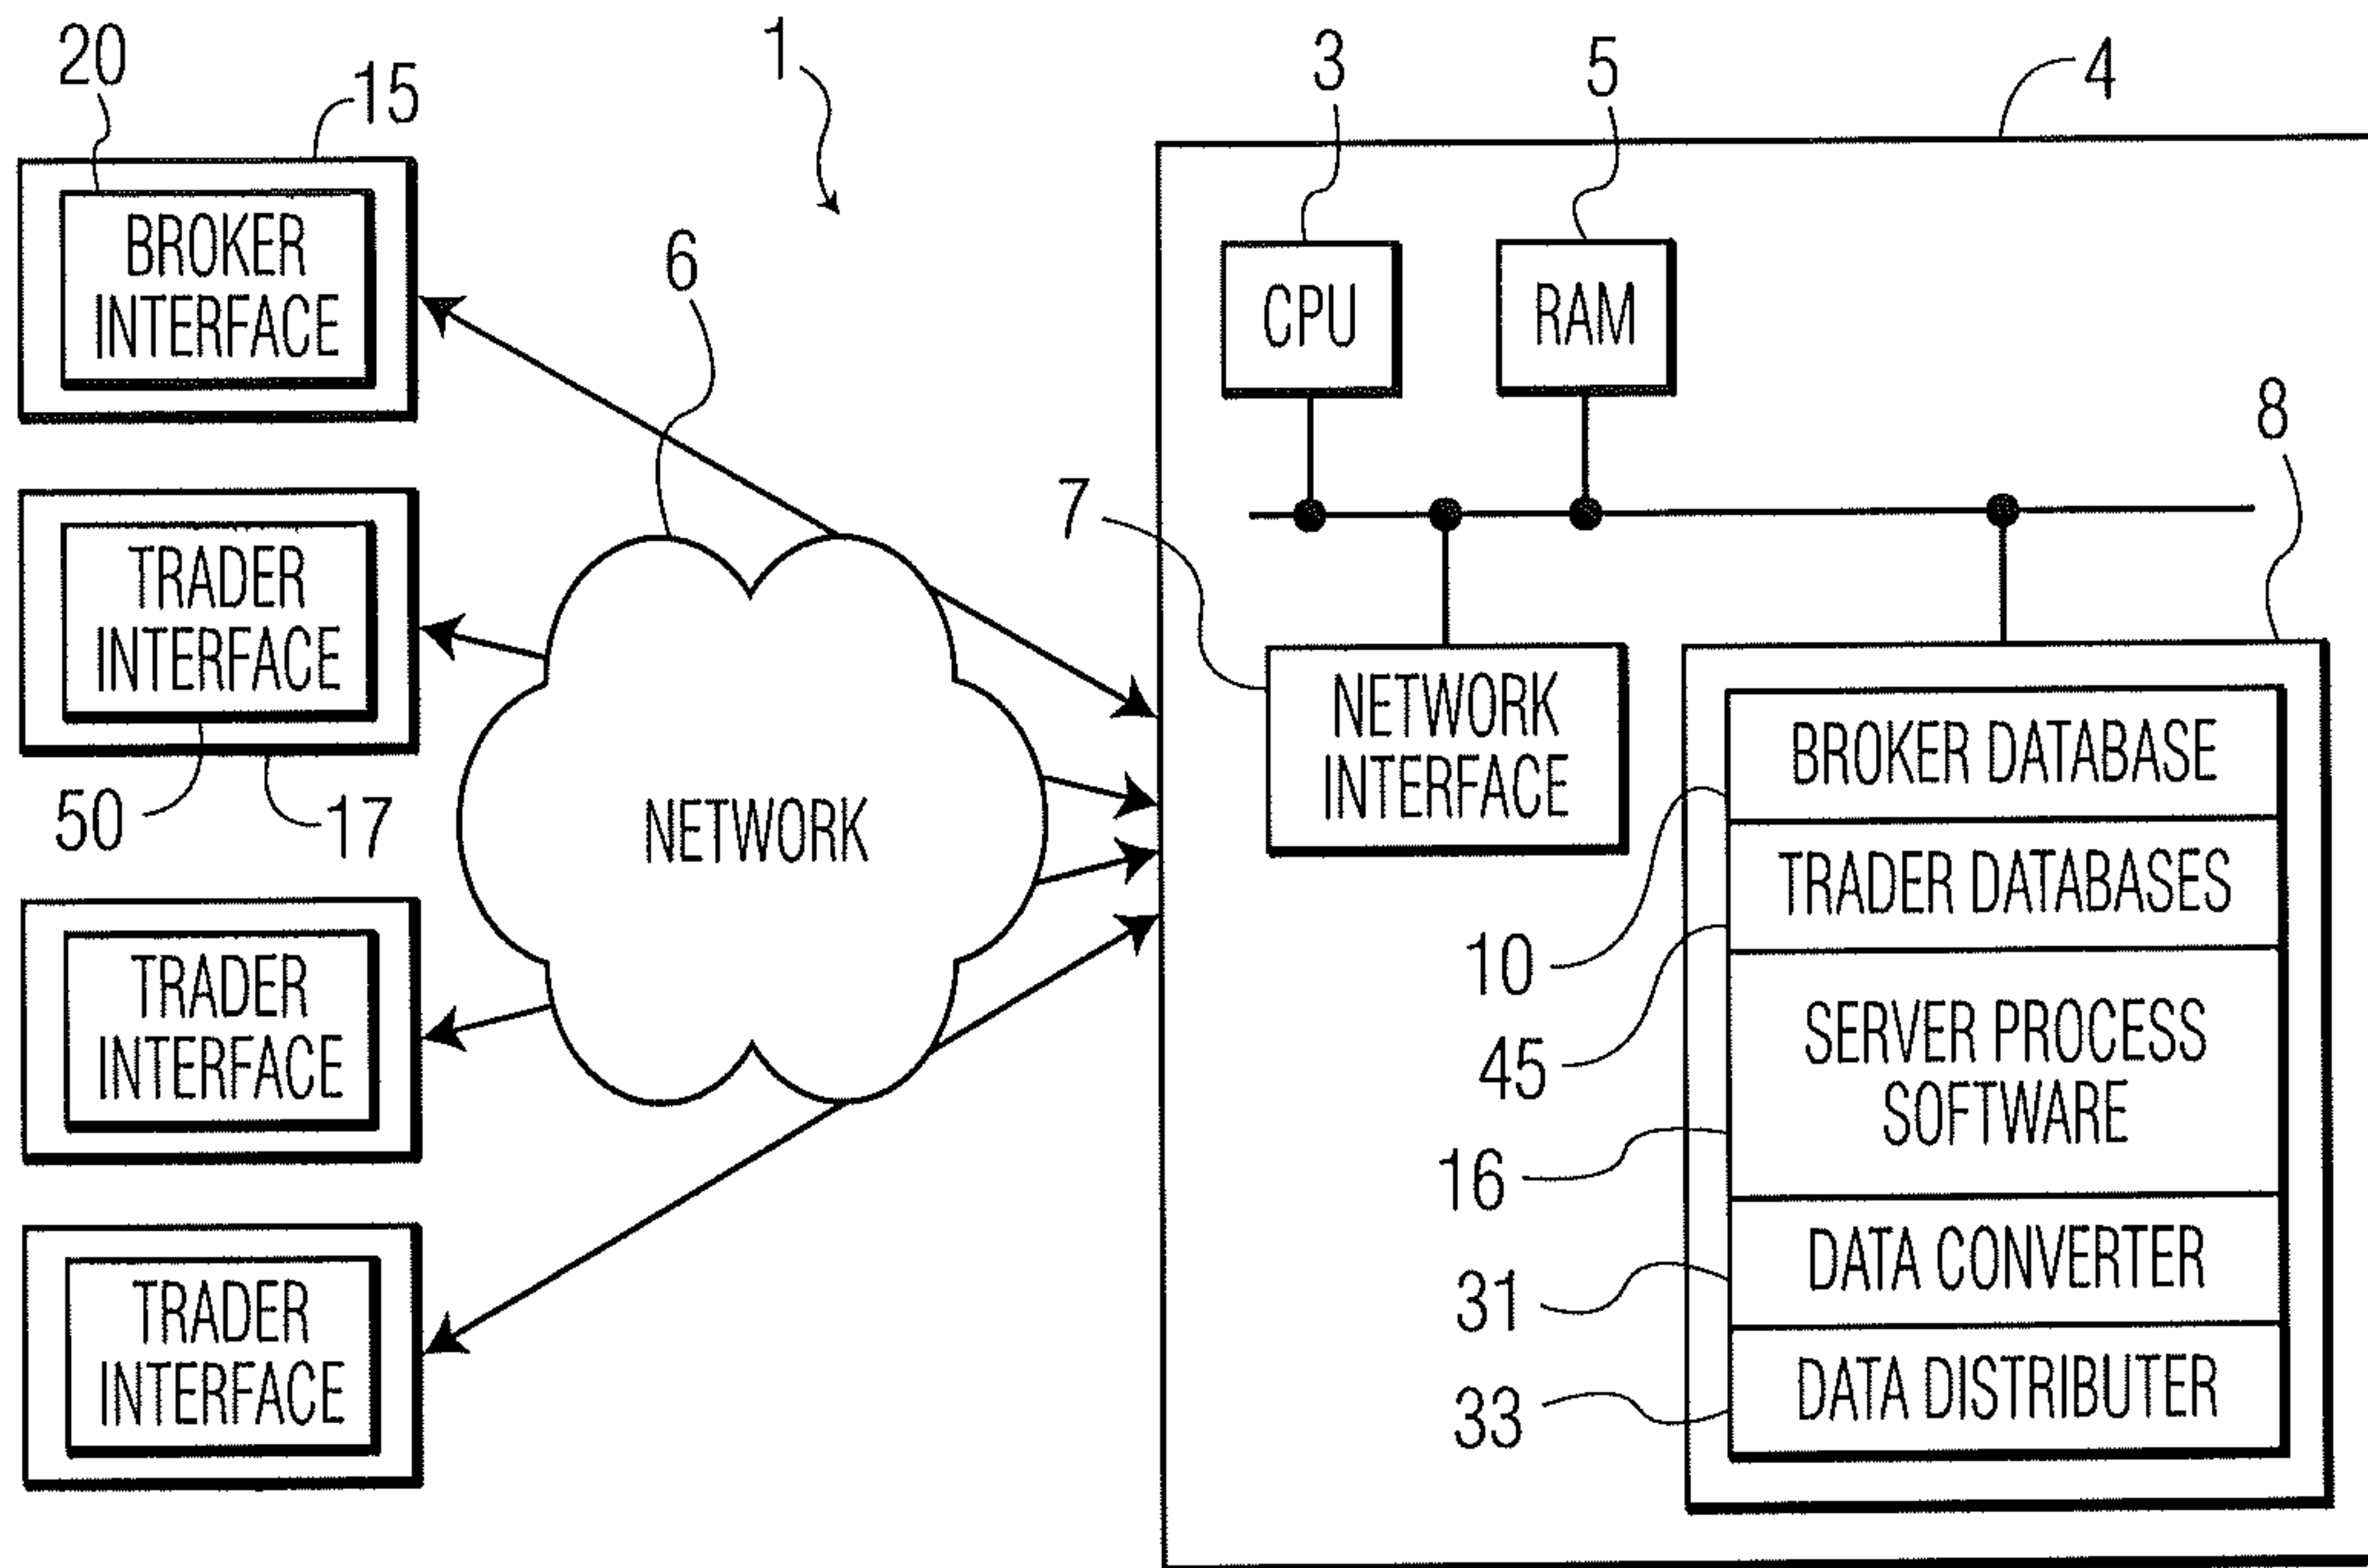 20
15
1
3
5
4
BROKER
INTERFACE
6
CPU
RAM
8
7
TRADER
INTERFACE
50
17
NETWORK
NETWORK
INTERFACE
BROKER DATABASE
TRADER DATABASES
10
45
SERVER PROCESS
SOFTWARE
16
DATA CONVERTER
31
DATA DISTRIBUTER
33
TRADER
INTERFACE
TRADER
INTERFACE